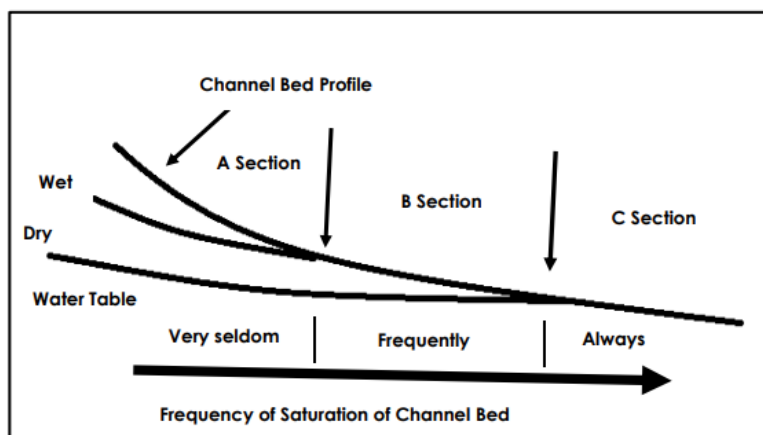 Channel Bed Profile
A Section
Wet
B Section
C Section
Dry
Water Table
Very seldom
Frequently
Always
Frequency of Saturation of Channel Bed